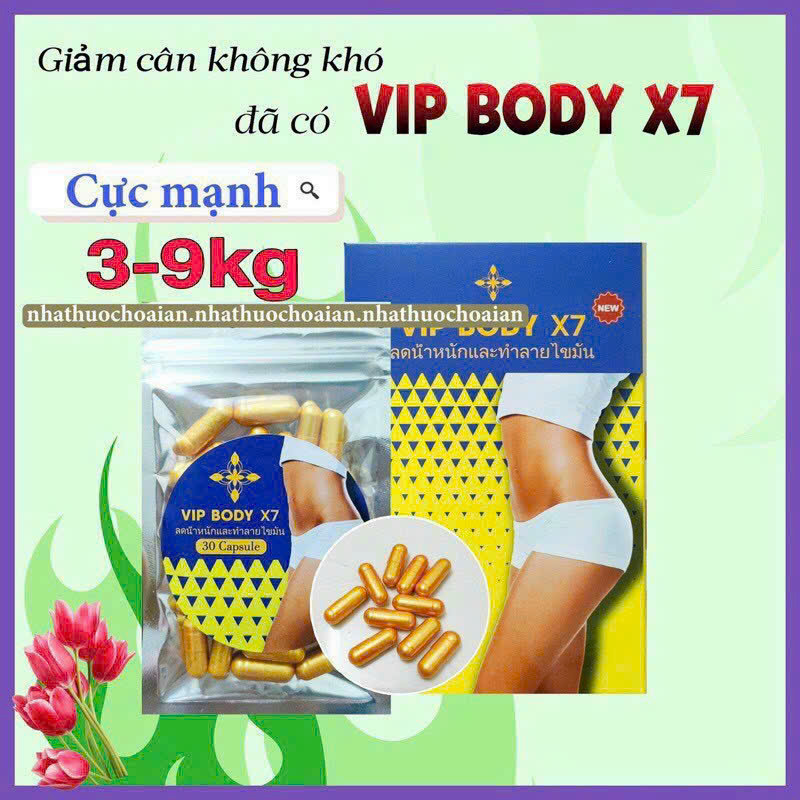 Giảm cân không khó
đã có VIP BODY X7
Cực mạnh
3-9kg
nhathuochoaian.nhathuochoaian.nhathuochoaian
NEW
VIP BODY X7
ลดน้ำหนักและทำลายไขมัน
VIP BODY X7
ลดน้ำหนักและทำลายไขมัน
30 Capsule